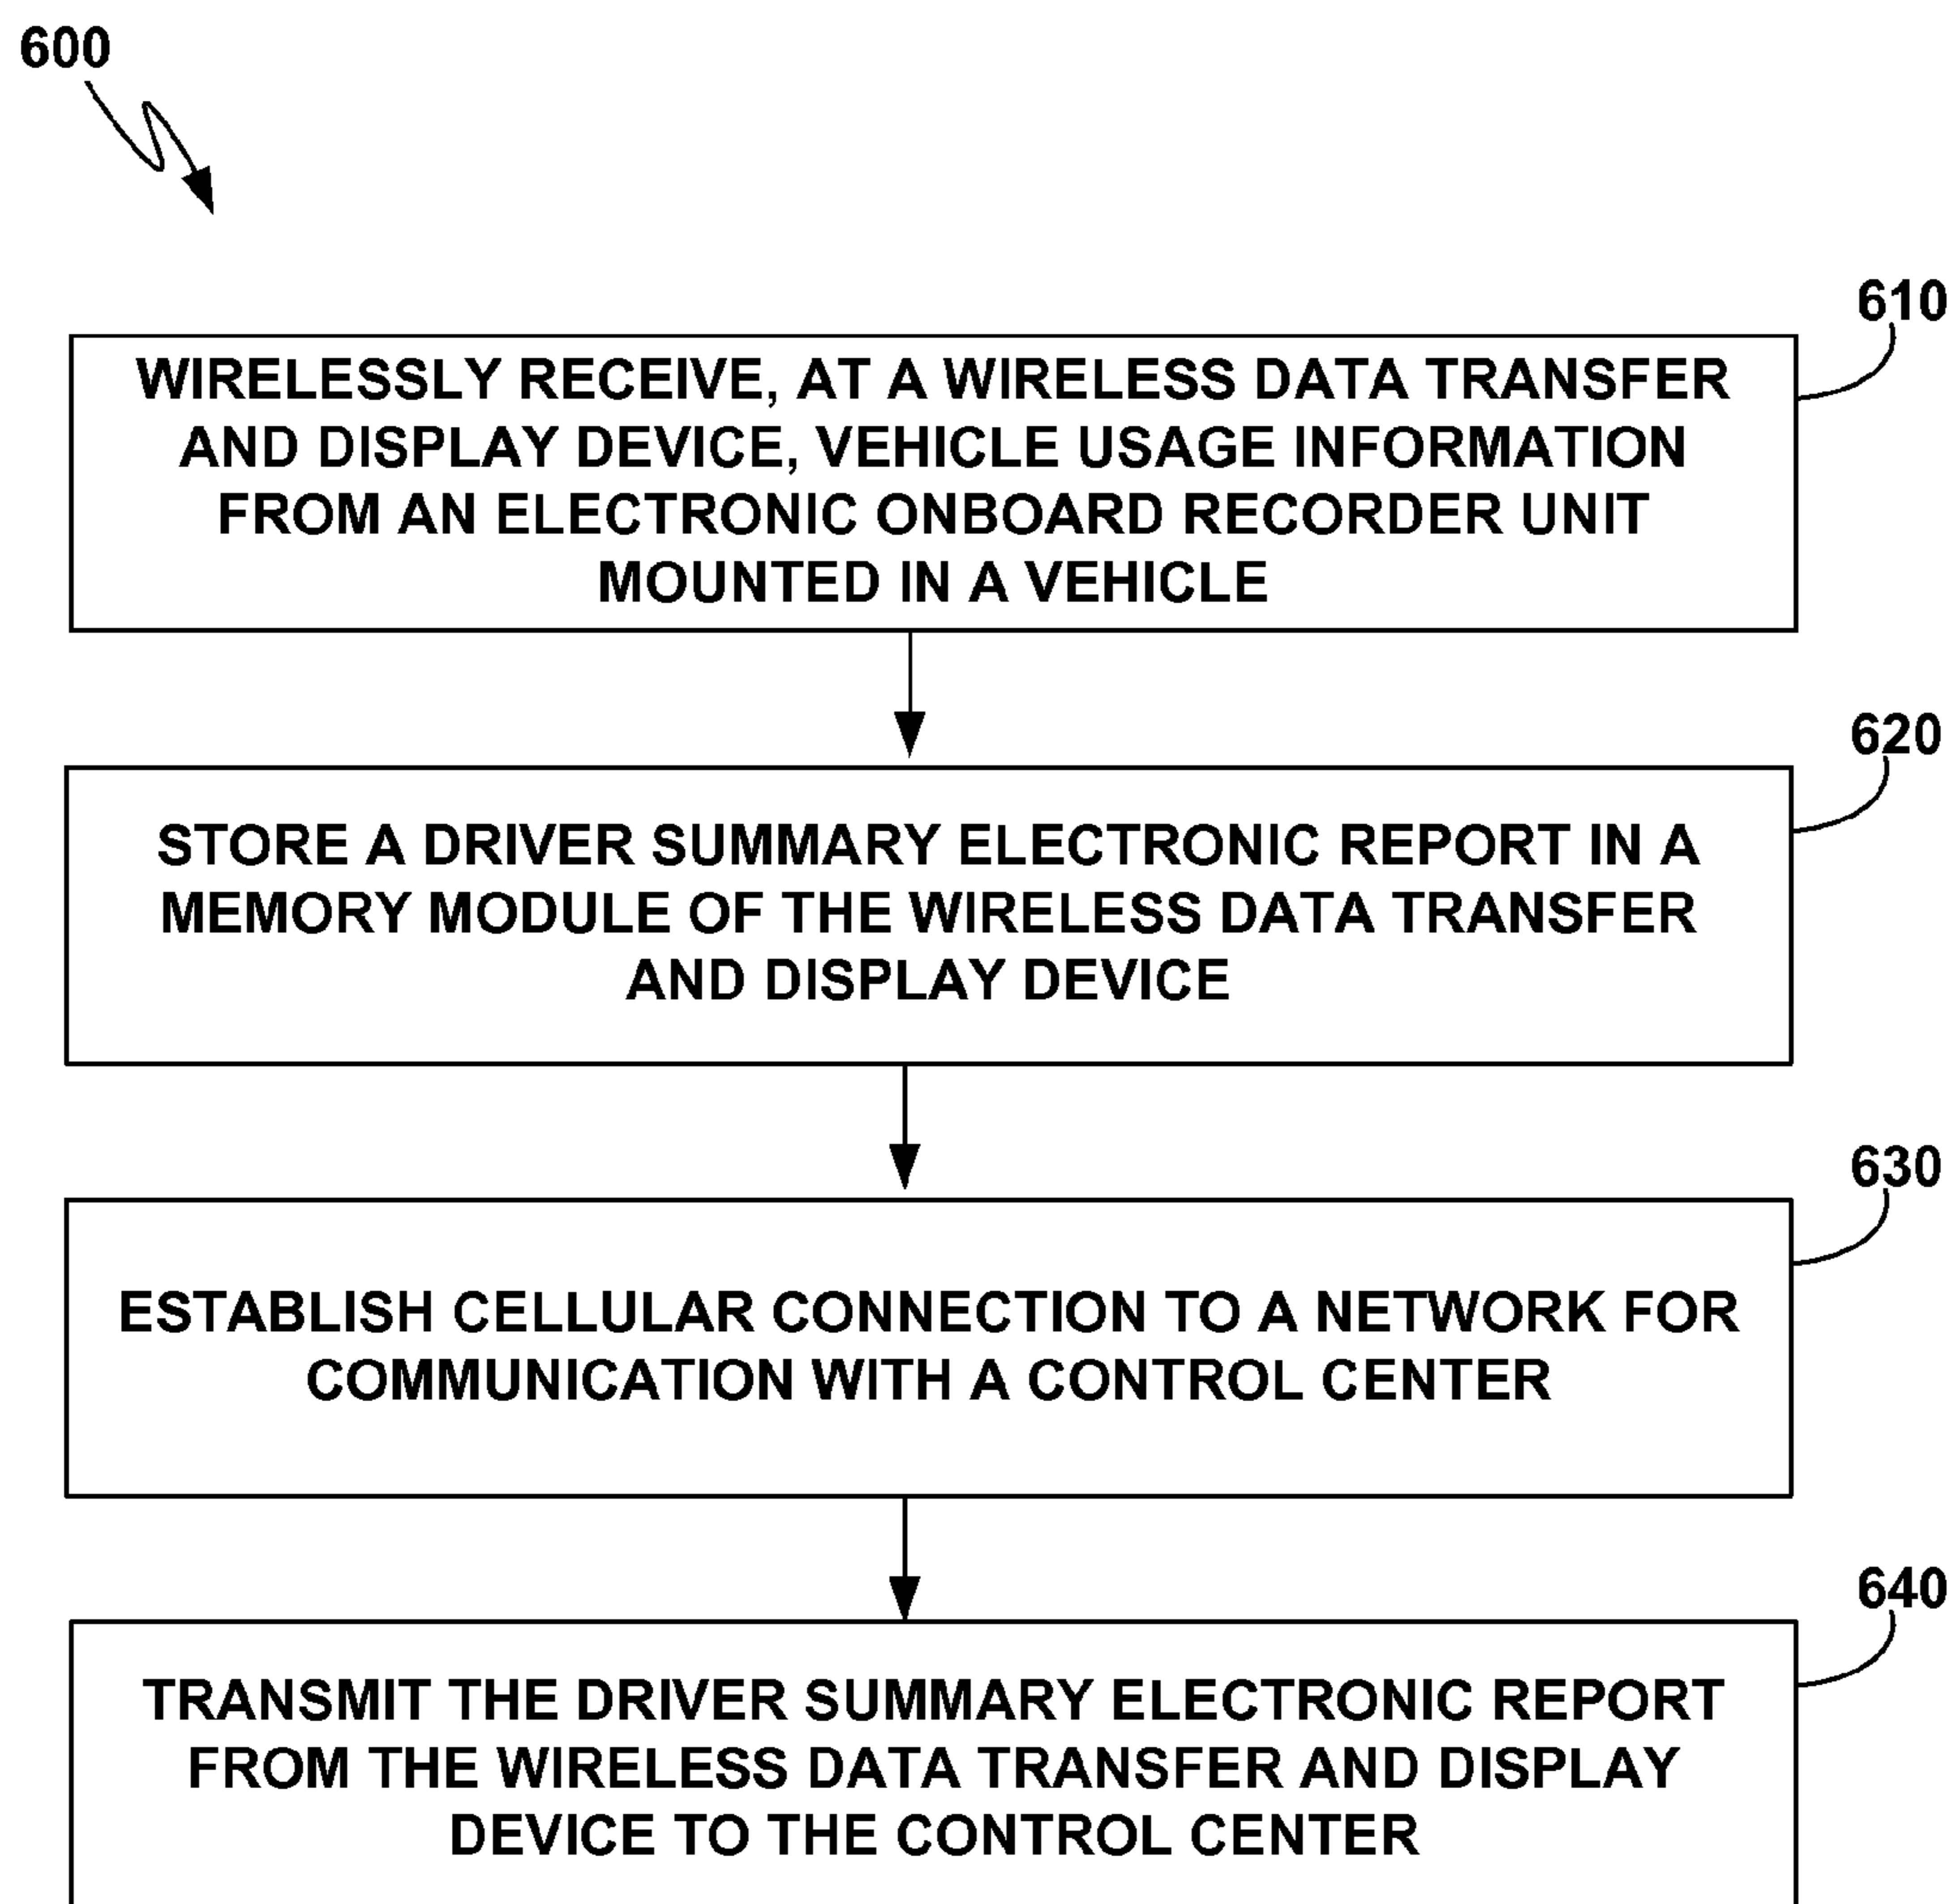 600
610
WIRELESSLY RECEIVE, AT A WIRELESS DATA TRANSFER
AND DISPLAY DEVICE, VEHICLE USAGE INFORMATION
FROM AN ELECTRONIC ONBOARD RECORDER UNIT
MOUNTED IN A VEHICLE
620
STORE A DRIVER SUMMARY ELECTRONIC REPORT IN A
MEMORY MODULE OF THE WIRELESS DATA TRANSFER
AND DISPLAY DEVICE
630
ESTABLISH CELLULAR CONNECTION TO A NETWORK FOR
COMMUNICATION WITH A CONTROL CENTER
640
TRANSMIT THE DRIVER SUMMARY ELECTRONIC REPORT
FROM THE WIRELESS DATA TRANSFER AND DISPLAY
DEVICE TO THE CONTROL CENTER